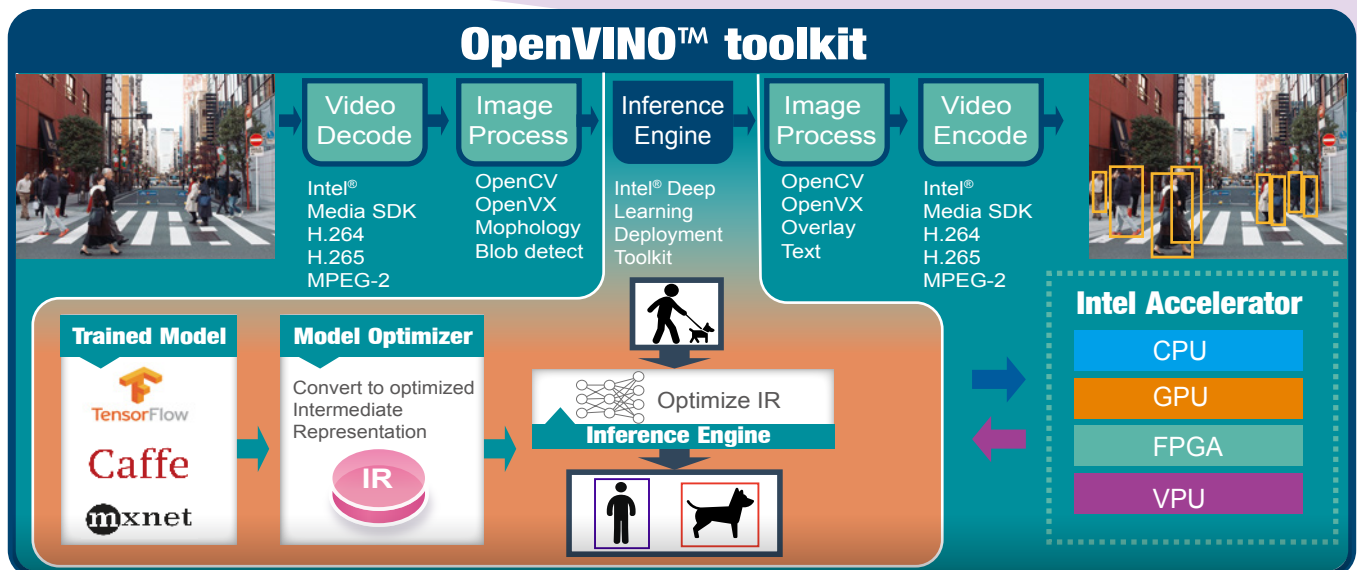 OpenVINO™ toolkit
Video
Decode
Image
Process
Inference
Engine
Image
Process
Video
Encode
Intel®
Media SDK
H.264
H.265
MPEG-2
OpenCV
OpenVX
Mophology
Blob detect
Intel® Deep
Learning
Deployment
Toolkit
OpenCV
OpenVX
Overlay
Text
Intel®
Media SDK
H.264
H.265
MPEG-2
Trained Model
TensorFlow
Caffe
mxnet
Model Optimizer
Convert to optimized
Intermediate
Representation
IR
Optimize IR
Inference Engine
Intel Accelerator
CPU
GPU
FPGA
VPU